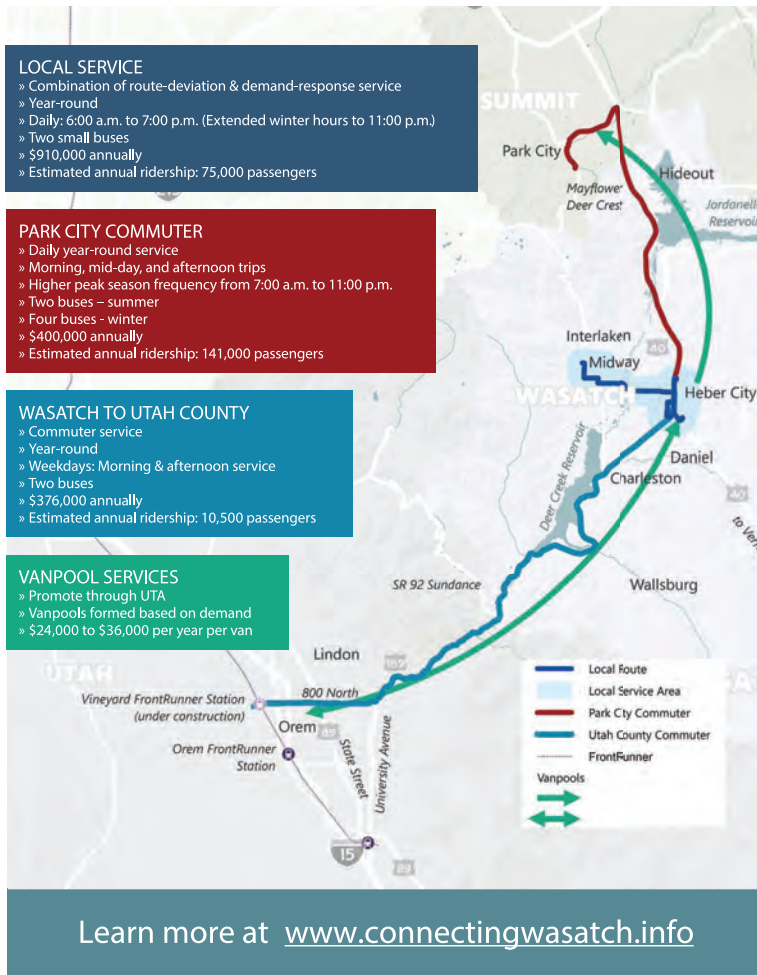 LOCAL SERVICE
» Combination of route-deviation & demand-response service
» Year-round
» Daily: 6:00 a.m. to 7:00 p.m. (Extended winter hours to 11:00 p.m.)
» Two small buses
» $910,000 annually
» Estimated annual ridership: 75,000 passengers
SUMMIT
Park City
Hideout
Mayflower
Deer Crest
Jordanelle
Reservoir
PARK CITY COMMUTER
» Daily year-round service
» Morning, mid-day, and afternoon trips
» Higher peak season frequency from 7:00 a.m. to 11:00 p.m.
» Two buses – summer
» Four buses - winter
» $400,000 annually
» Estimated annual ridership: 141,000 passengers
Interlaken
40
Midway
WASATCH
Heber City
WASATCH TO UTAH COUNTY
» Commuter service
» Year-round
» Weekdays: Morning & afternoon service
» Two buses
» $376,000 annually
» Estimated annual ridership: 10,500 passengers
Deer Creek Reservoir
Daniel
Charleston
40
VANPOOL SERVICES
» Promote through UTA
» Vanpools formed based on demand
» $24,000 to $36,000 per year per van
SR 92 Sundance
Wallsburg
UTAH
Lindon
189
Vineyard FrontRunner Station
(under construction)
800 North
Orem
89
Orem FrontRunner
Station
State Street
University Avenue
15
89
Local Route
Local Service Area
Park Cty Commuter
Utah County Commuter
FrontFunner
Vanpools
Learn more at www.connectingwasatch.info